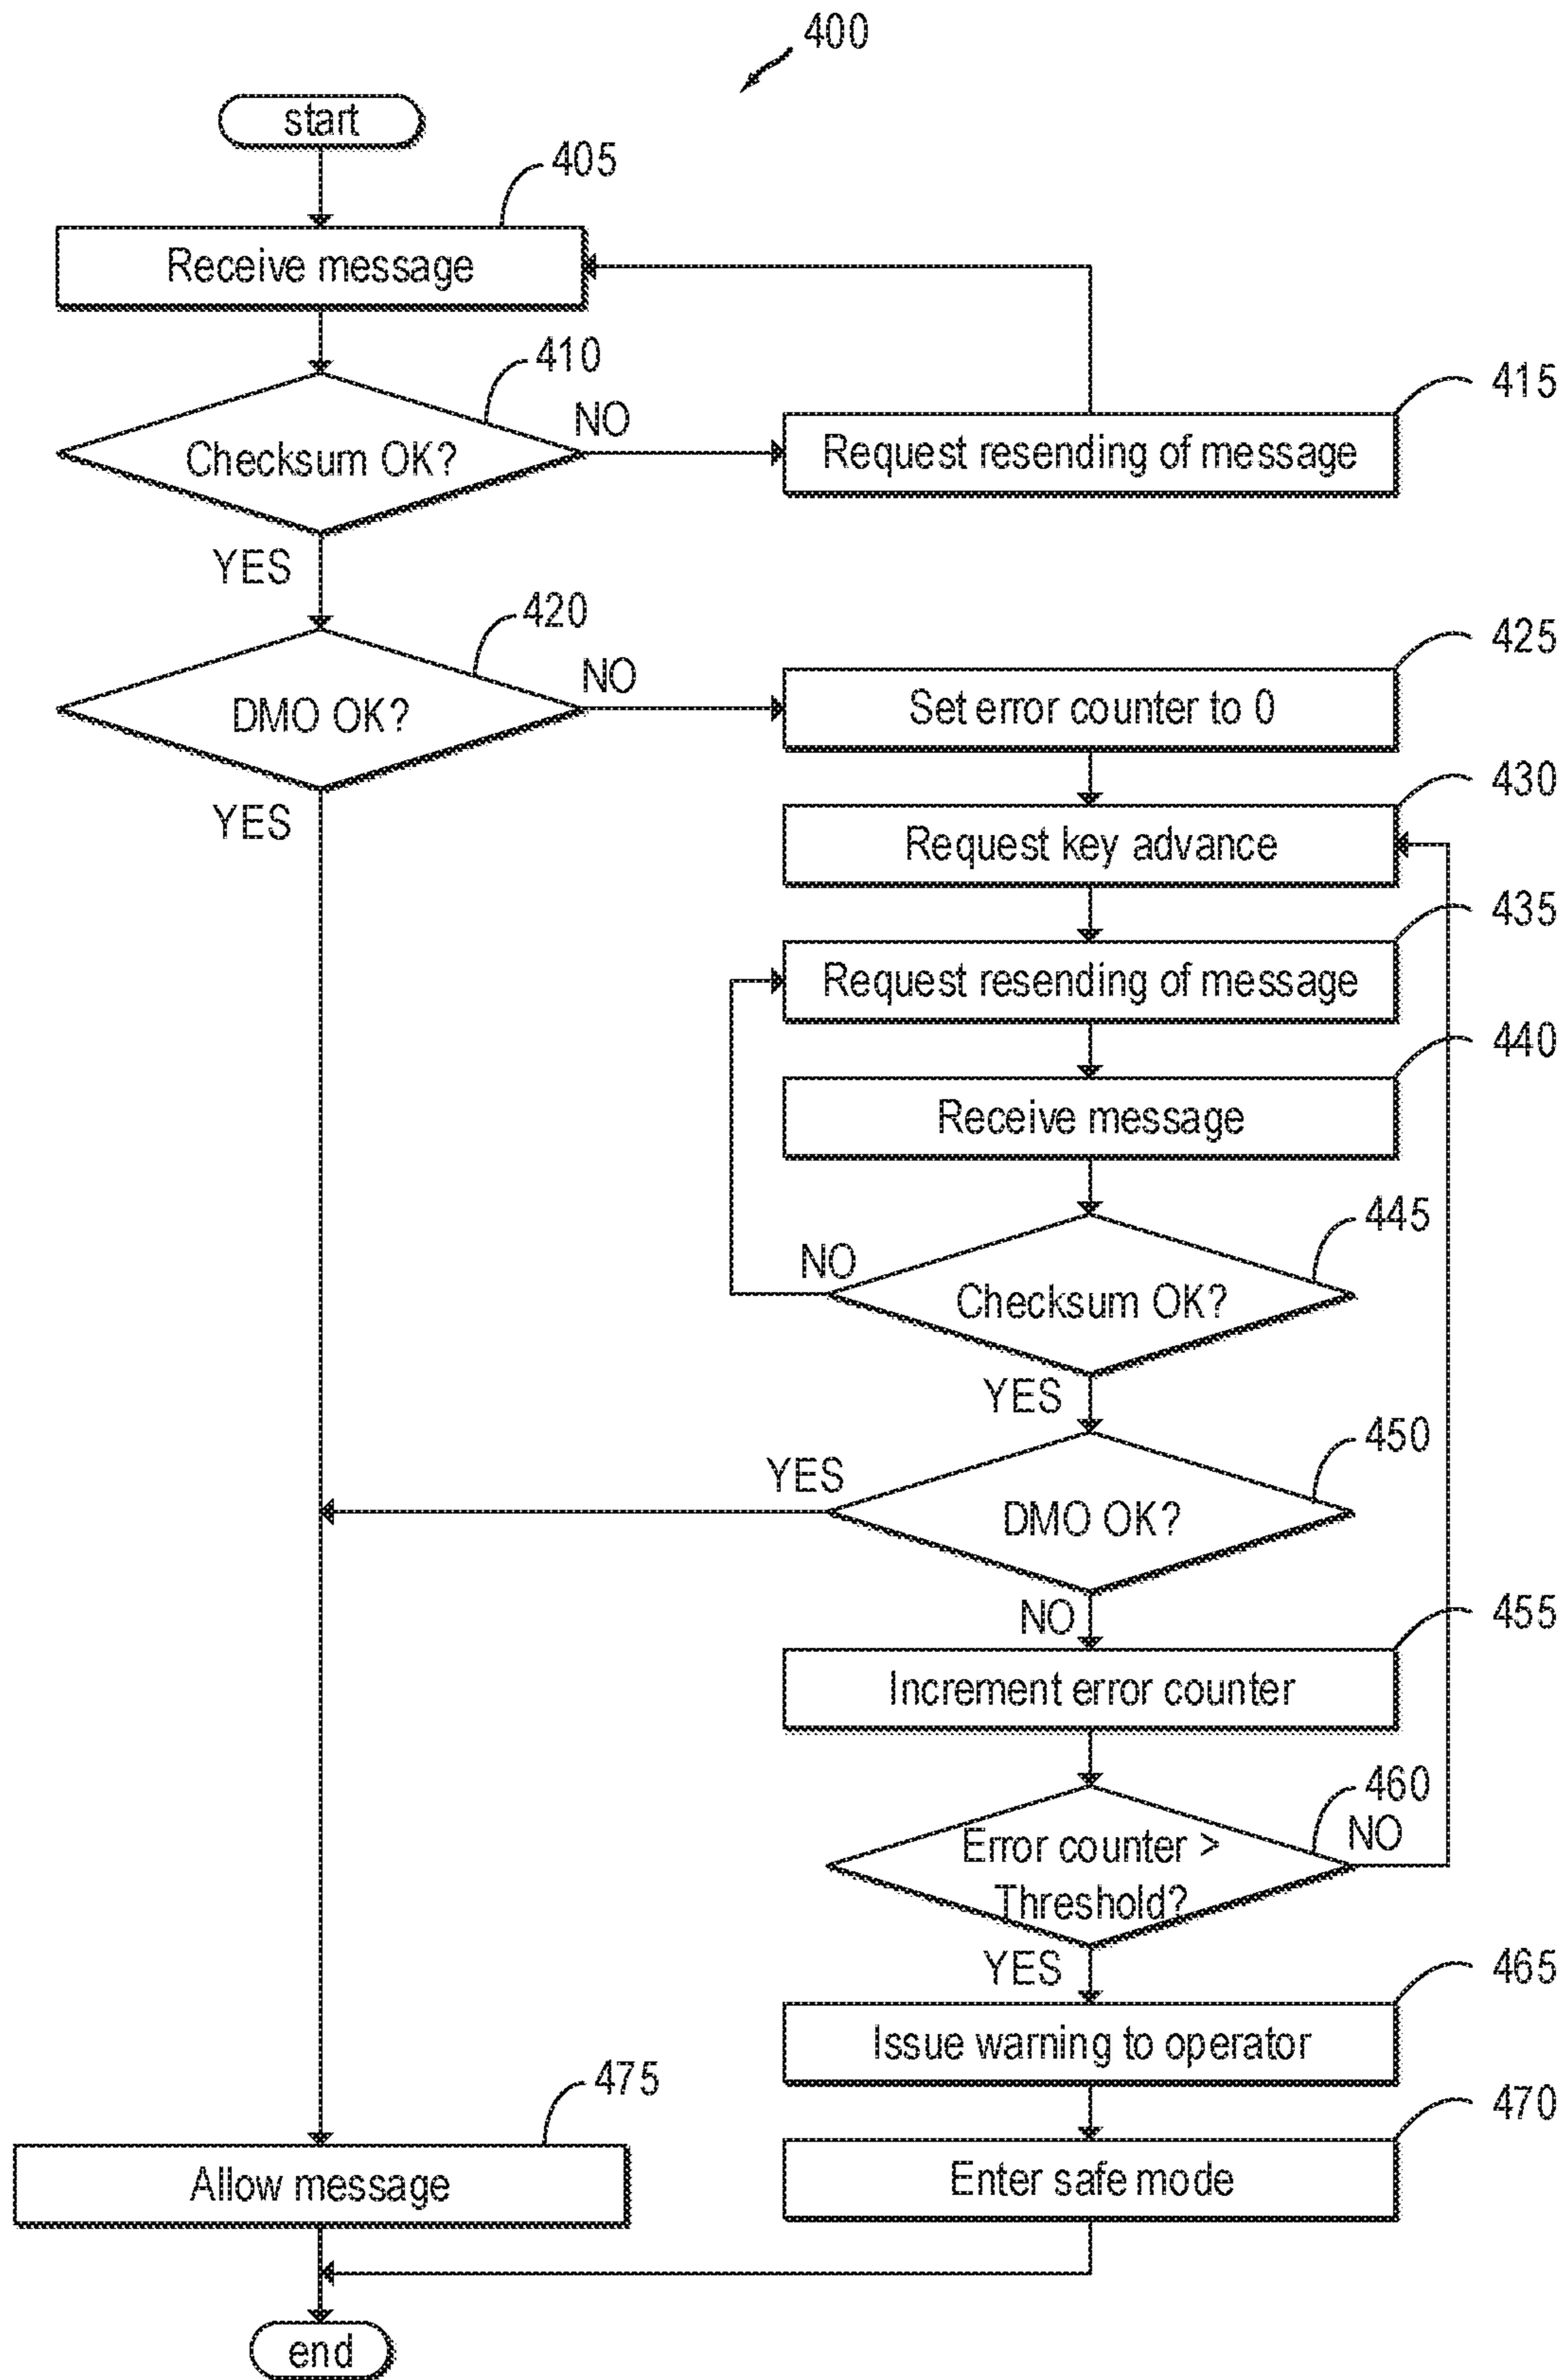 400
start
405
Receive message
410
Checksum OK?
NO
415
Request resending of message
YES
420
DMO OK?
NO
425
Set error counter to 0
YES
430
Request key advance
435
Request resending of message
440
Receive message
445
NO
Checksum OK?
YES
450
YES
DMO OK?
NO
455
Increment error counter
460
Error counter >
Threshold?
NO
YES
465
Issue warning to operator
475
Allow message
470
Enter safe mode
end